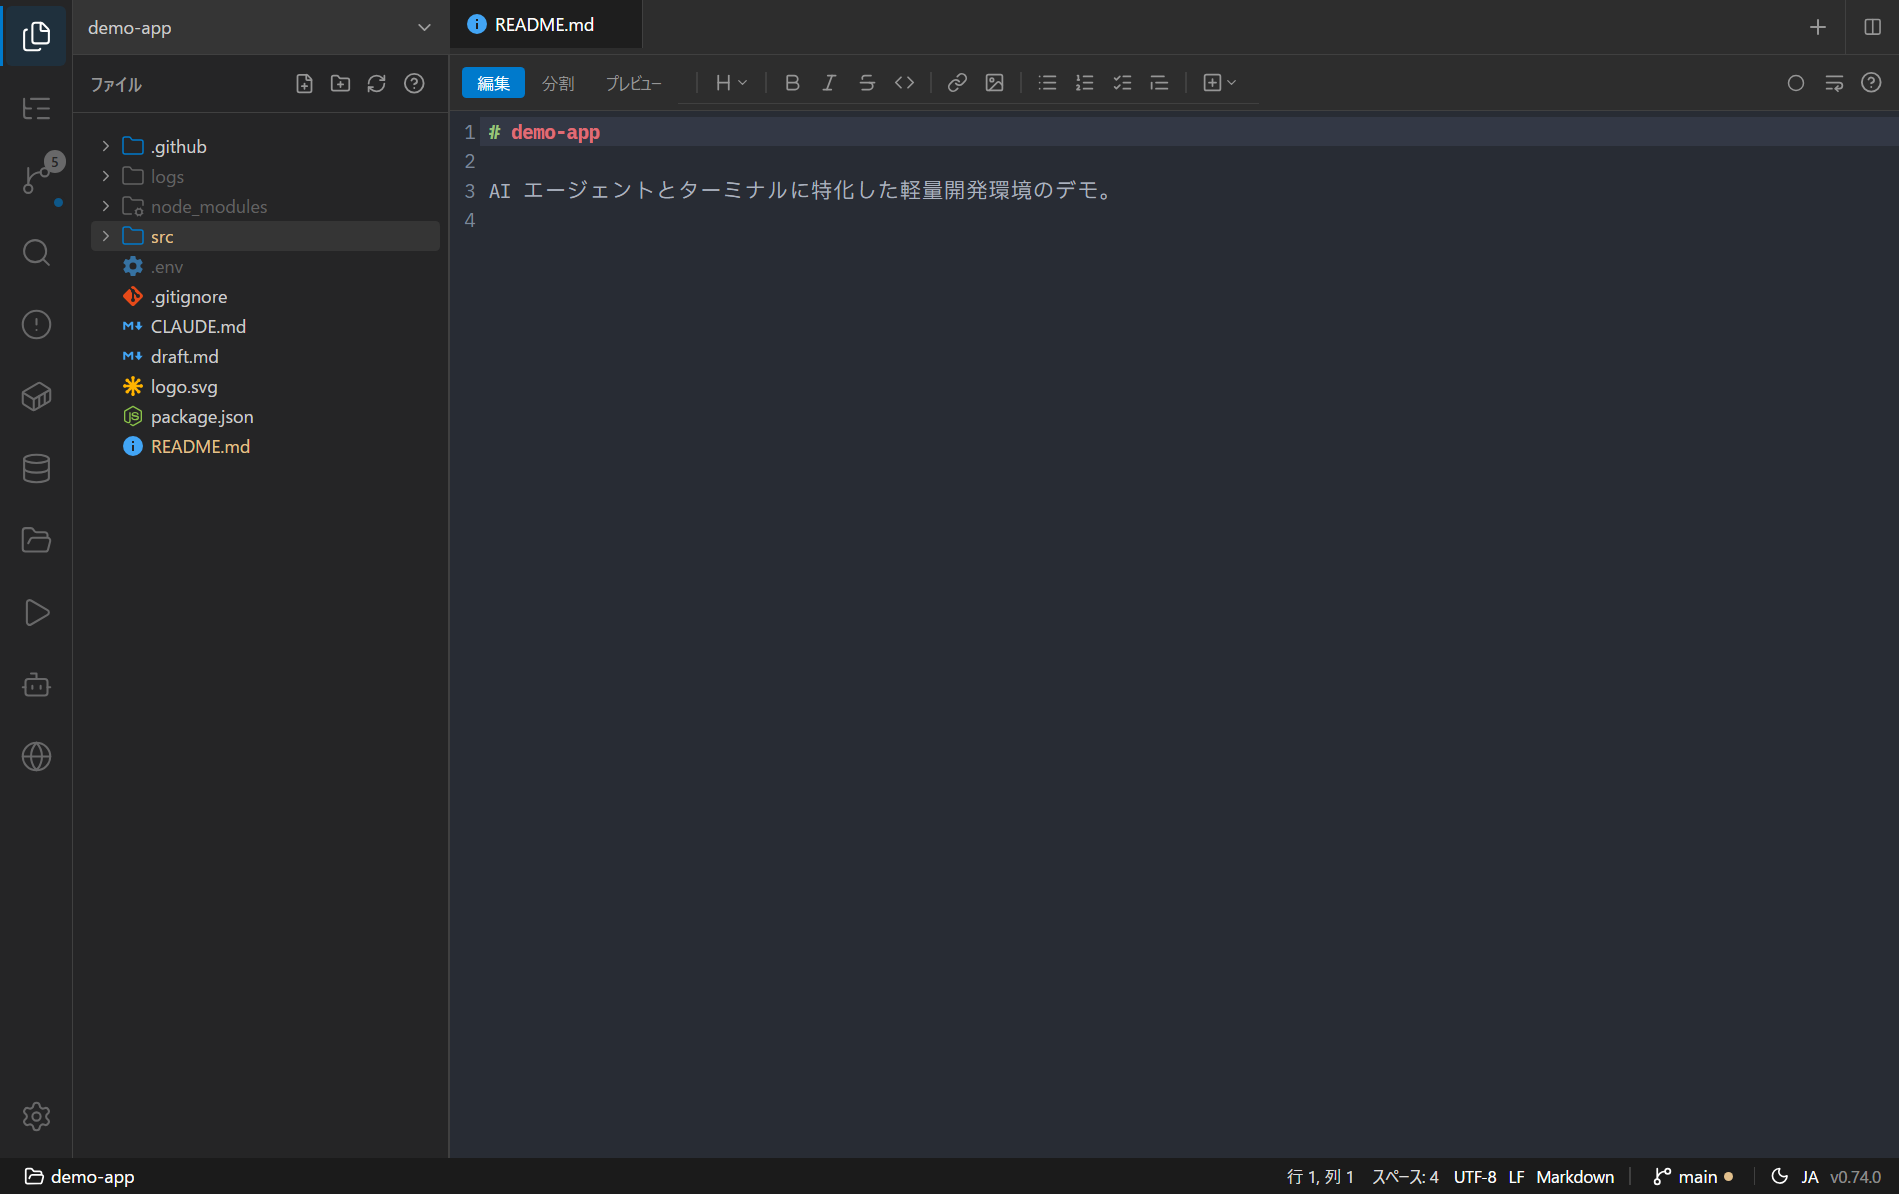 demo-app
README.md
ファイル
編集 分割 プレビュー H
5
.github
logs
node_modules
src
.env
.gitignore
CLAUDE.md
draft.md
logo.svg
package.json
README.md
1 # demo-app
2
3 AI エージェントとターミナルに特化した軽量開発環境のデモ。
4
demo-app
行 1, 列 1 スペース: 4 UTF-8 LF Markdown main JA v0.74.0